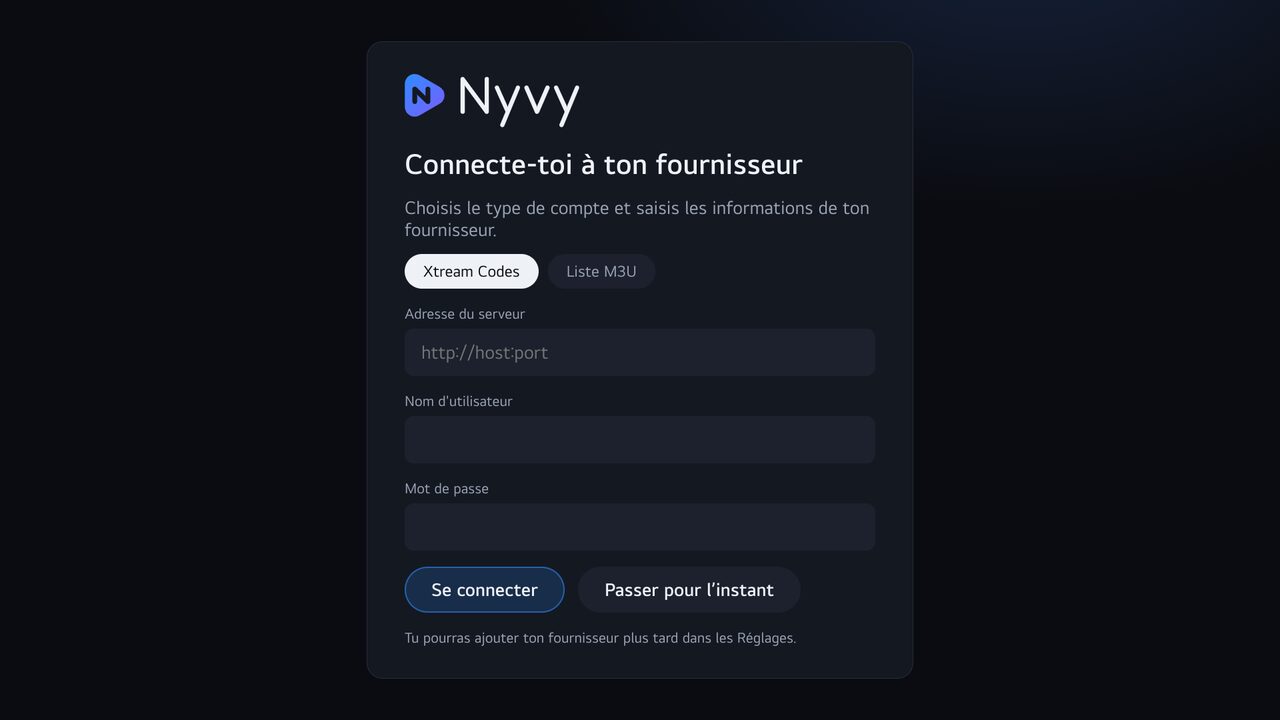 Nyvy
Connecte-toi à ton fournisseur
Choisis le type de compte et saisis les informations de ton
fournisseur.
Xtream Codes
Liste M3U
Adresse du serveur
http://host:port
Nom d'utilisateur
Mot de passe
Se connecter
Passer pour l’instant
Tu pourras ajouter ton fournisseur plus tard dans les Réglages.